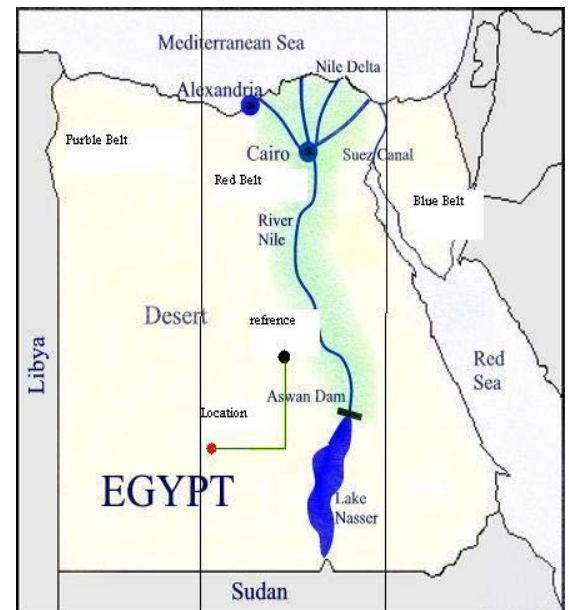 Mediterranean Sea
Nile Delta
Alexandria
Purble Belt
Cairo
Suez Canal
Red Belt
Blue Belt
River
Nile
Desert
refrence
Libya
Red
Sea
Aswan Dam
Location
EGYPT
Lake
Nasser
Sudan